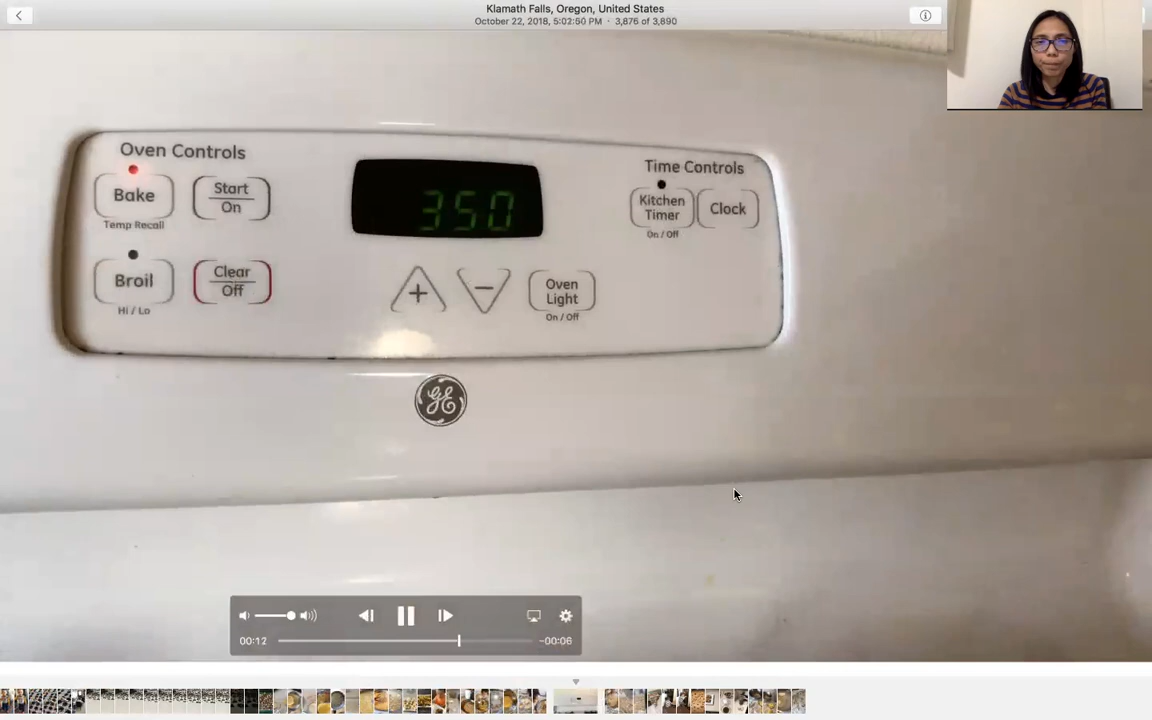 Klamath Falls, Oregon, United States
October 22, 2018, 5:02:50 PM · 3,876 of 3,890
Oven Controls
Bake
Temp Recall
Start
On
Broil
Hi / Lo
Clear
Off
350
+
−
Oven
Light
On / Off
Time Controls
Kitchen
Timer
On / Off
Clock
GE
00:12
−00:06